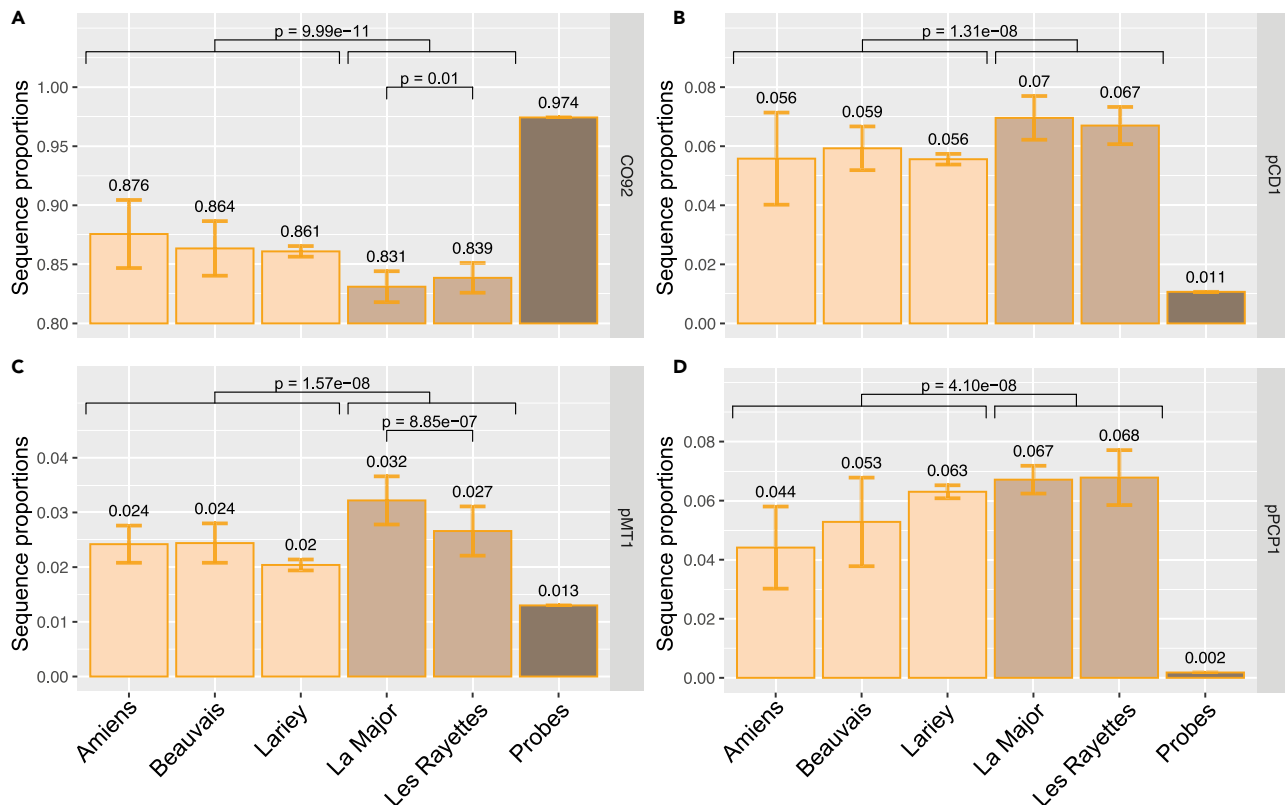 A
p = 9.99e−11
p = 0.01
1.00
0.95
0.90
0.85
0.80
Sequence proportions
0.876
0.864
0.861
0.831
0.839
0.974
CO92
B
p = 1.31e−08
0.08
0.06
0.04
0.02
0.00
Sequence proportions
0.056
0.059
0.056
0.07
0.067
0.011
pCD1
C
p = 1.57e−08
p = 8.85e−07
0.04
0.03
0.02
0.01
0.00
Sequence proportions
0.024
0.024
0.02
0.032
0.027
0.013
pMT1
Amiens
Beauvais
Lariey
La Major
Les Rayettes
Probes
D
p = 4.10e−08
0.08
0.06
0.04
0.02
0.00
Sequence proportions
0.044
0.053
0.063
0.067
0.068
0.002
pPCP1
Amiens
Beauvais
Lariey
La Major
Les Rayettes
Probes